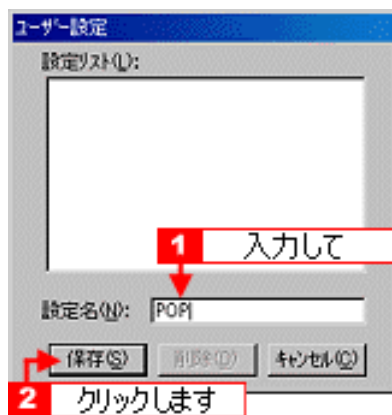 ユーザー設定
設定リスト(L):
1 入力して
設定名(N): POP
保存(S) 削除(D) キャンセル(C)
2 クリックします